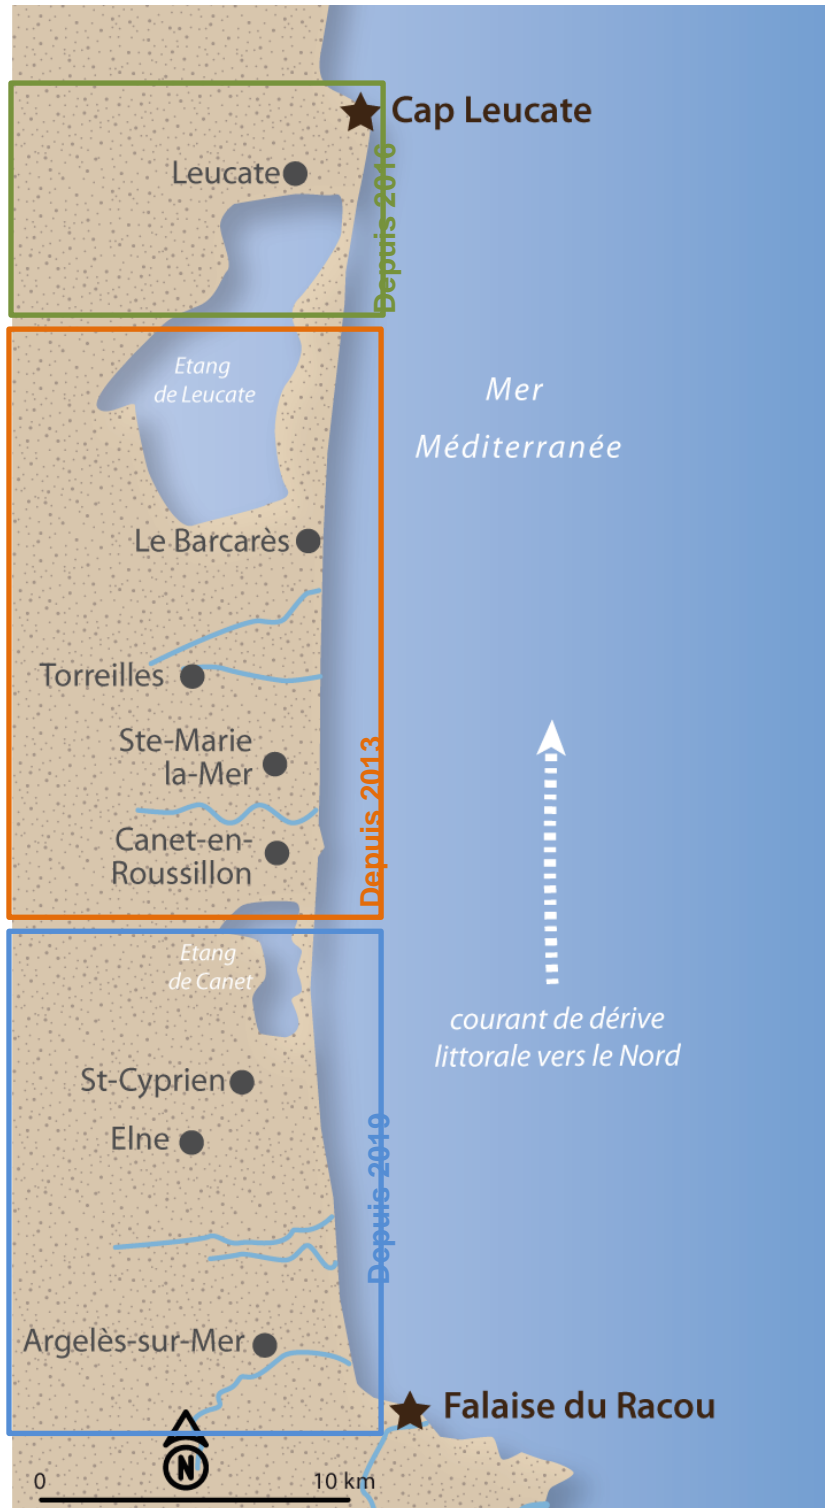 Cap Leucate
Leucate
Depuis 2016
Etang
de Leucate
Mer
Méditerranée
Le Barcarès
Torreilles
Ste-Marie
la-Mer
Canet-en-
Roussillon
Depuis 2013
Etang
de Canet
courant de dérive
littorale vers le Nord
St-Cyprien
Elne
Depuis 2019
Argelès-sur-Mer
Falaise du Racou
N
0 10 km